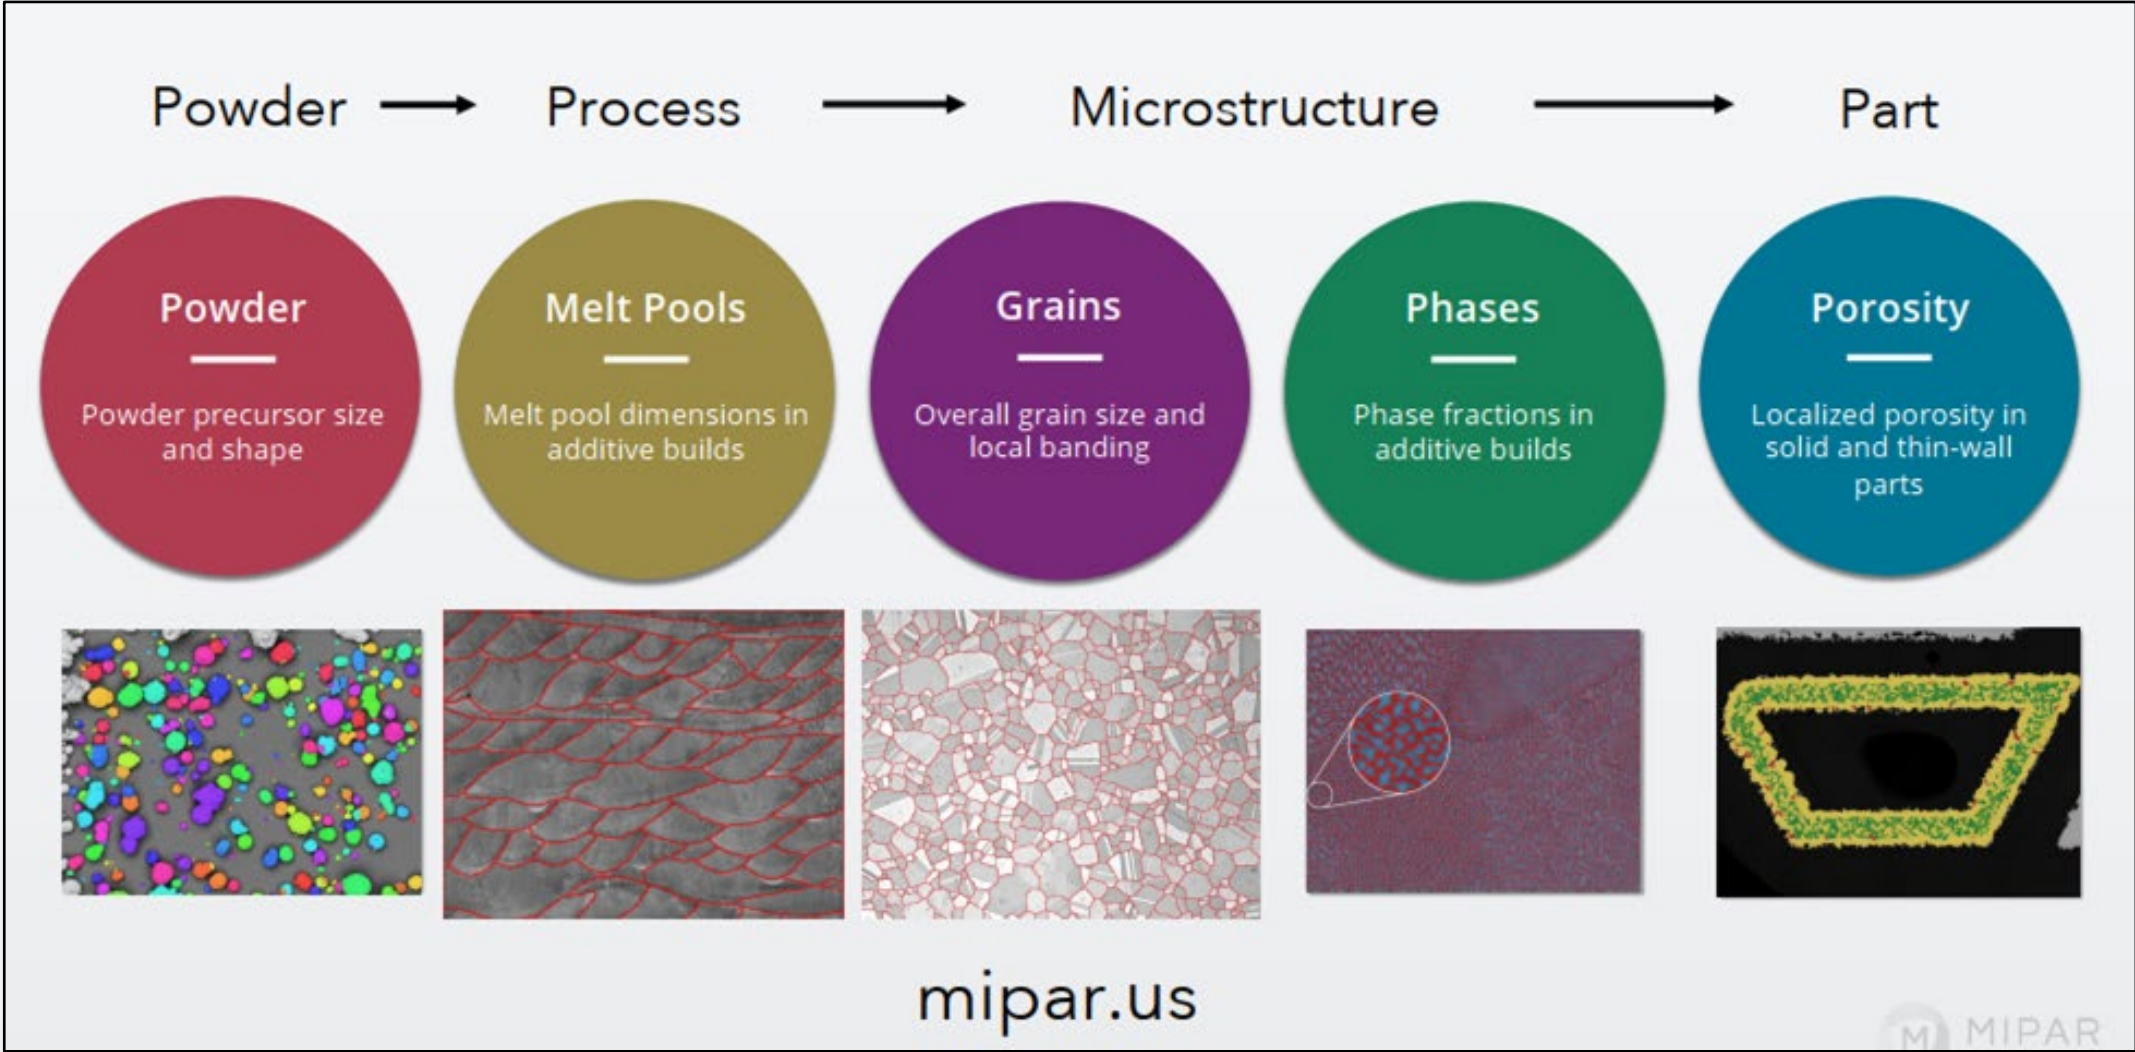 Powder
Process
Microstructure
Part
Powder
Powder precursor size
and shape
Melt Pools
Melt pool dimensions in
additive builds
Grains
Overall grain size and
local banding
Phases
Phase fractions in
additive builds
Porosity
Localized porosity in
solid and thin-wall
parts
mipar.us
M MIPAR